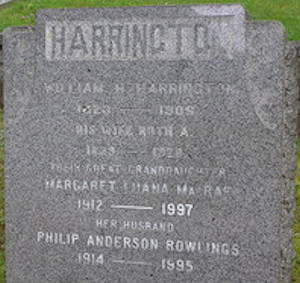 HARRINGTON
WILLIAM H. HARRINGTON
HIS WIFE RUTH A.
THEIR GREAT GRANDDAUGHTER
MARGARET LUANA MacRAE
1912 — 1997
HER HUSBAND
PHILIP ANDERSON ROWLINGS
1914 — 1995